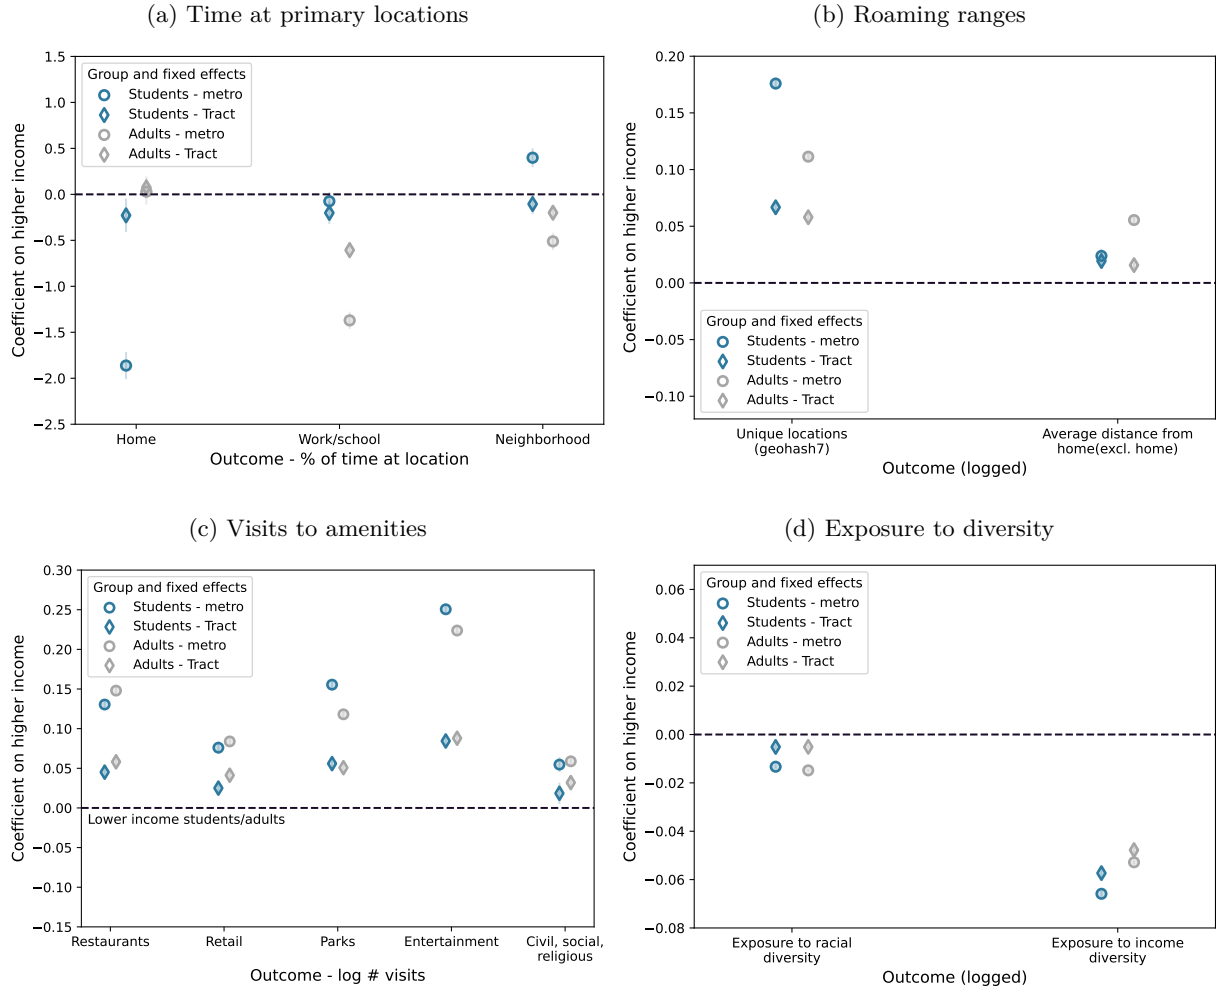 (a) Time at primary locations
1.5
1.0
0.5
0.0
−0.5
−1.0
−1.5
−2.0
−2.5
Coefficient on higher income
Group and fixed effects
Students - metro
Students - Tract
Adults - metro
Adults - Tract
Home
Work/school
Neighborhood
Outcome - % of time at location
(b) Roaming ranges
0.20
0.15
0.10
0.05
0.00
−0.05
−0.10
Coefficient on higher income
Group and fixed effects
Students - metro
Students - Tract
Adults - metro
Adults - Tract
Unique locations
(geohash7)
Average distance from
home(excl. home)
Outcome (logged)
(c) Visits to amenities
0.30
0.25
0.20
0.15
0.10
0.05
0.00
−0.05
−0.10
−0.15
Coefficient on higher income
Group and fixed effects
Students - metro
Students - Tract
Adults - metro
Adults - Tract
Lower income students/adults
Restaurants
Retail
Parks
Entertainment
Civil, social,
religious
Outcome - log # visits
(d) Exposure to diversity
0.06
0.04
0.02
0.00
−0.02
−0.04
−0.06
−0.08
Coefficient on higher income
Group and fixed effects
Students - metro
Students - Tract
Adults - metro
Adults - Tract
Exposure to racial
diversity
Exposure to income
diversity
Outcome (logged)